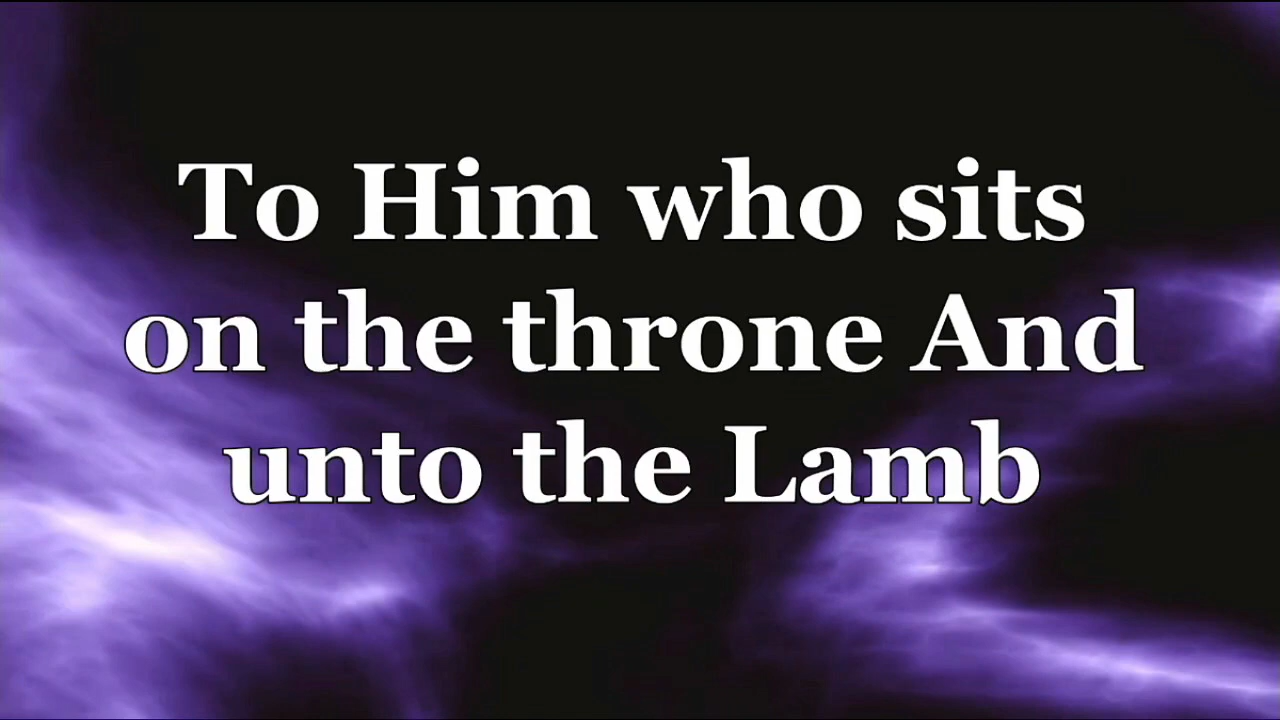 To Him who sits
on the throne And
unto the Lamb